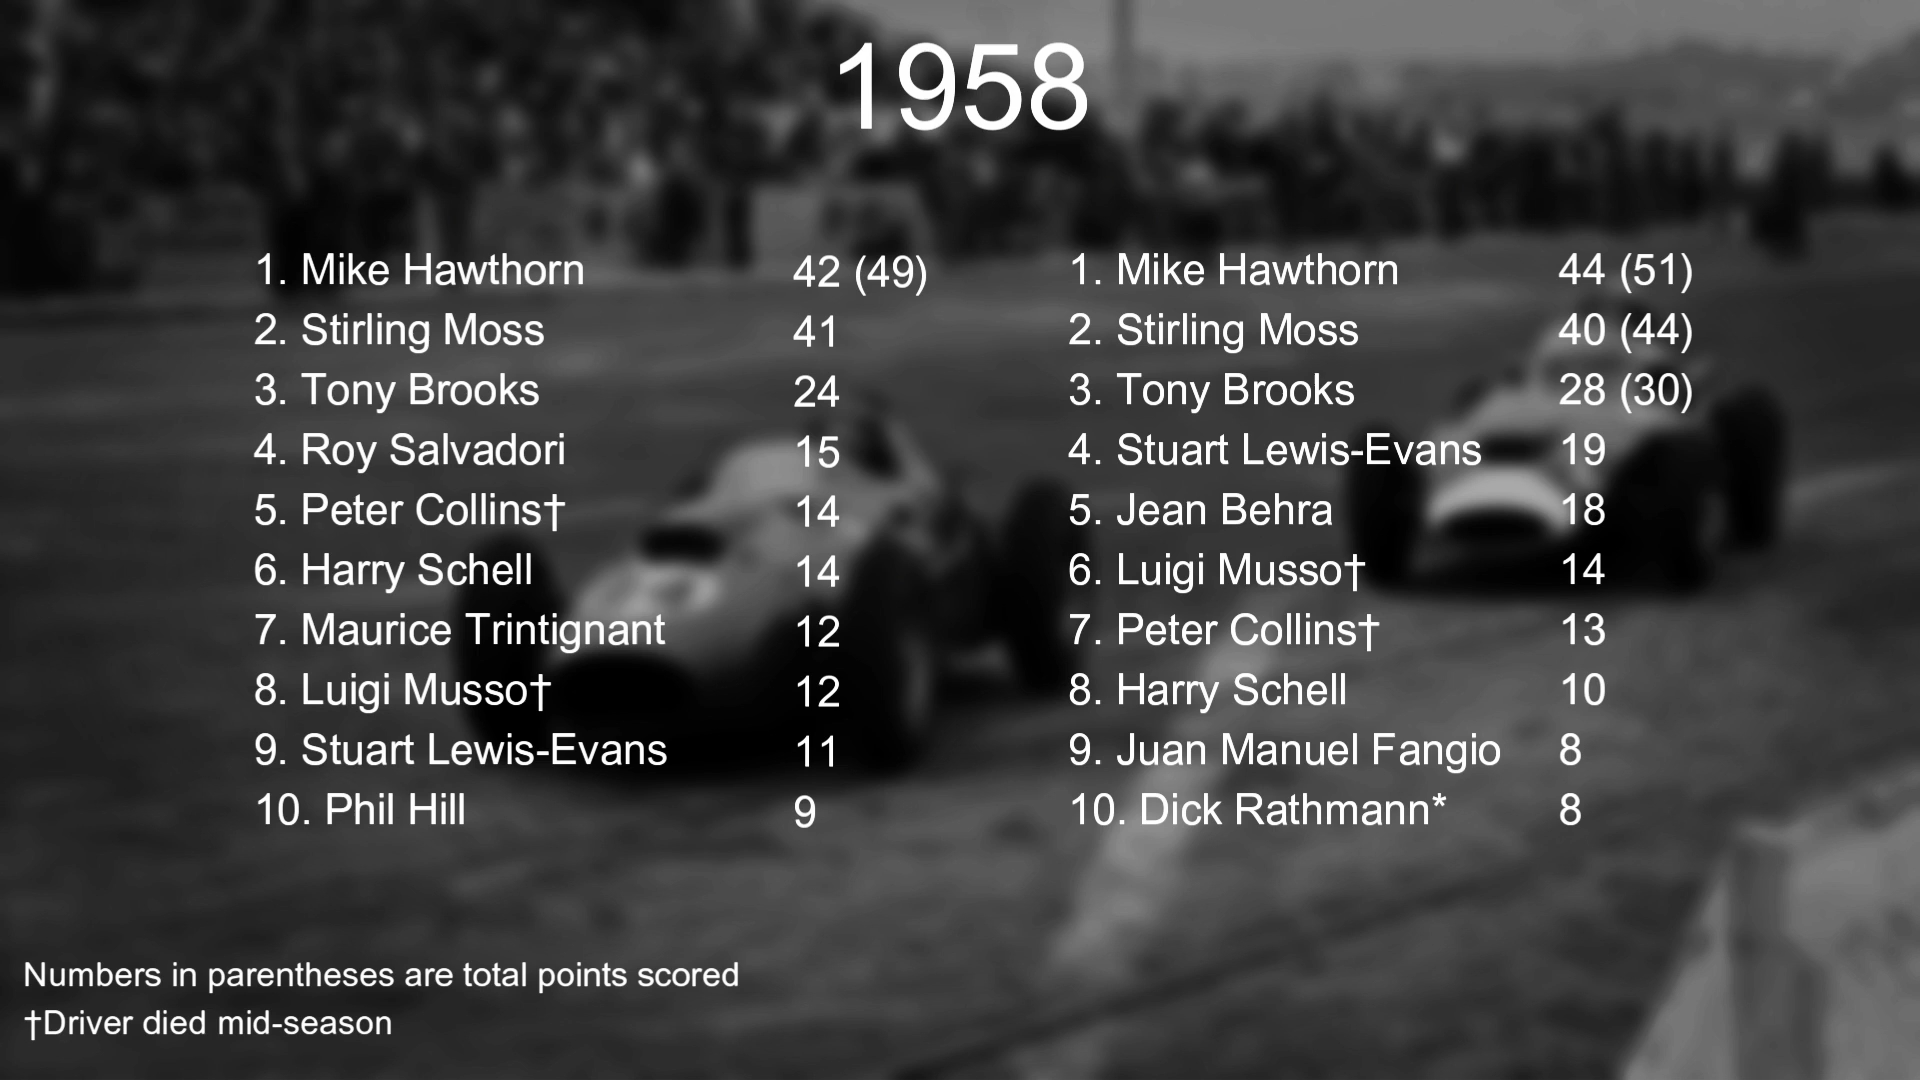 1958
1. Mike Hawthorn 42 (49)
2. Stirling Moss 41
3. Tony Brooks 24
4. Roy Salvadori 15
5. Peter Collins† 14
6. Harry Schell 14
7. Maurice Trintignant 12
8. Luigi Musso† 12
9. Stuart Lewis-Evans 11
10. Phil Hill 9
1. Mike Hawthorn 44 (51)
2. Stirling Moss 40 (44)
3. Tony Brooks 28 (30)
4. Stuart Lewis-Evans 19
5. Jean Behra 18
6. Luigi Musso† 14
7. Peter Collins† 13
8. Harry Schell 10
9. Juan Manuel Fangio 8
10. Dick Rathmann* 8
Numbers in parentheses are total points scored
†Driver died mid-season